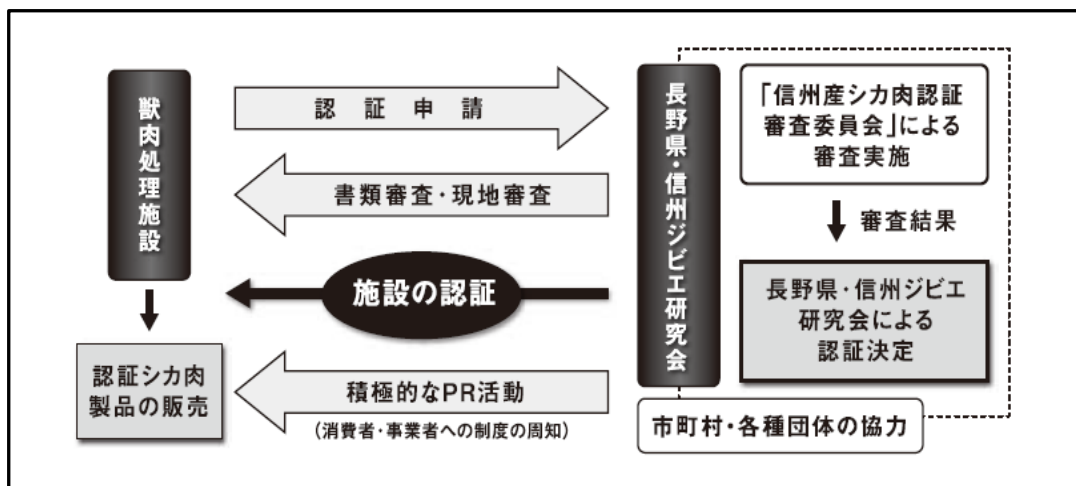 獣肉処理施設
認証申請
書類審査・現地審査
施設の認証
積極的なPR活動
(消費者・事業者への制度の周知)
認証シカ肉
製品の販売
長野県・信州ジビエ研究会
「信州産シカ肉認証
審査委員会」による
審査実施
審査結果
長野県・信州ジビエ
研究会による
認証決定
市町村・各種団体の協力